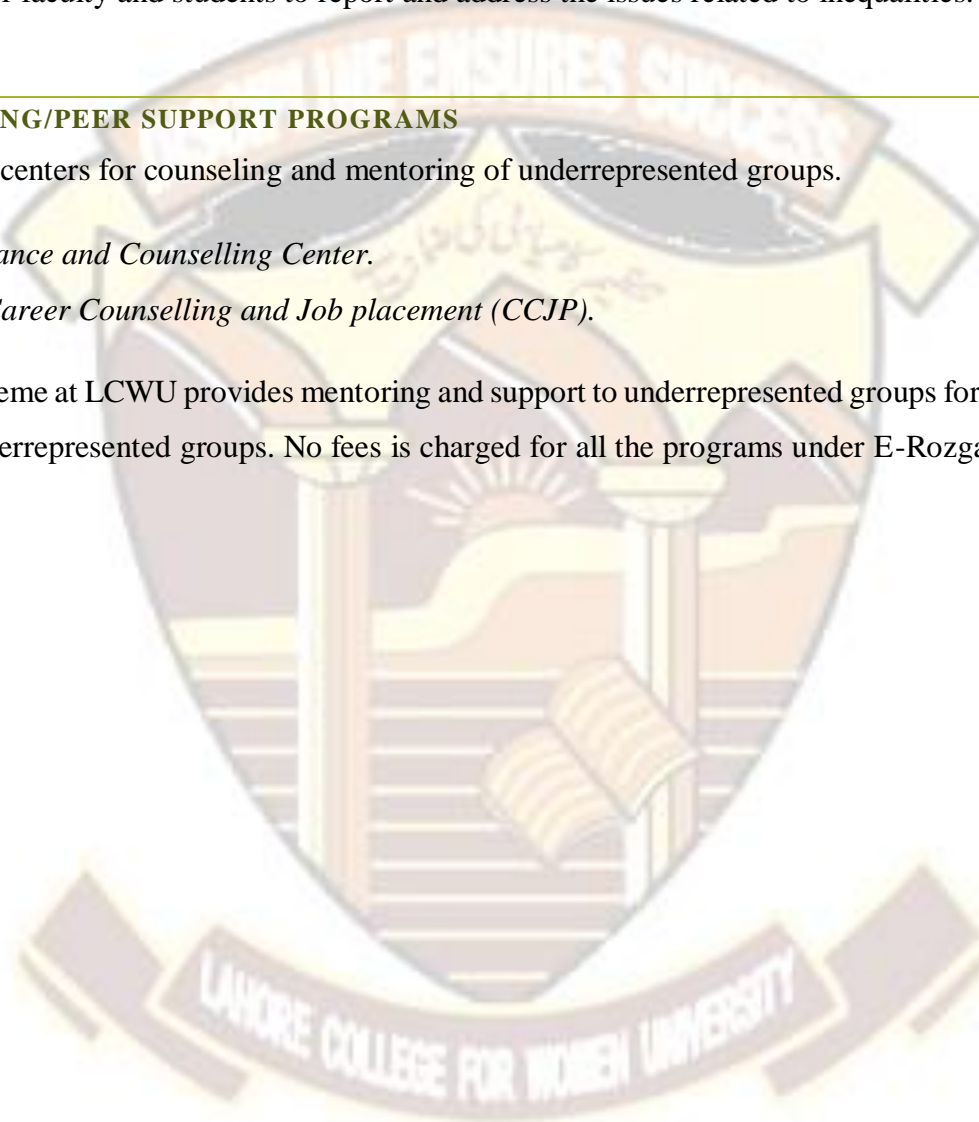 r faculty and students to report and address the issues related to inequalities.
NG/PEER SUPPORT PROGRAMS
centers for counseling and mentoring of underrepresented groups.
ance and Counselling Center.
Career Counselling and Job placement (CCJP).
eme at LCWU provides mentoring and support to underrepresented groups for
errepresented groups. No fees is charged for all the programs under E-Rozga
ENSURES SUCCESS
LAHORE COLLEGE FOR WOMEN UNIVERSITY